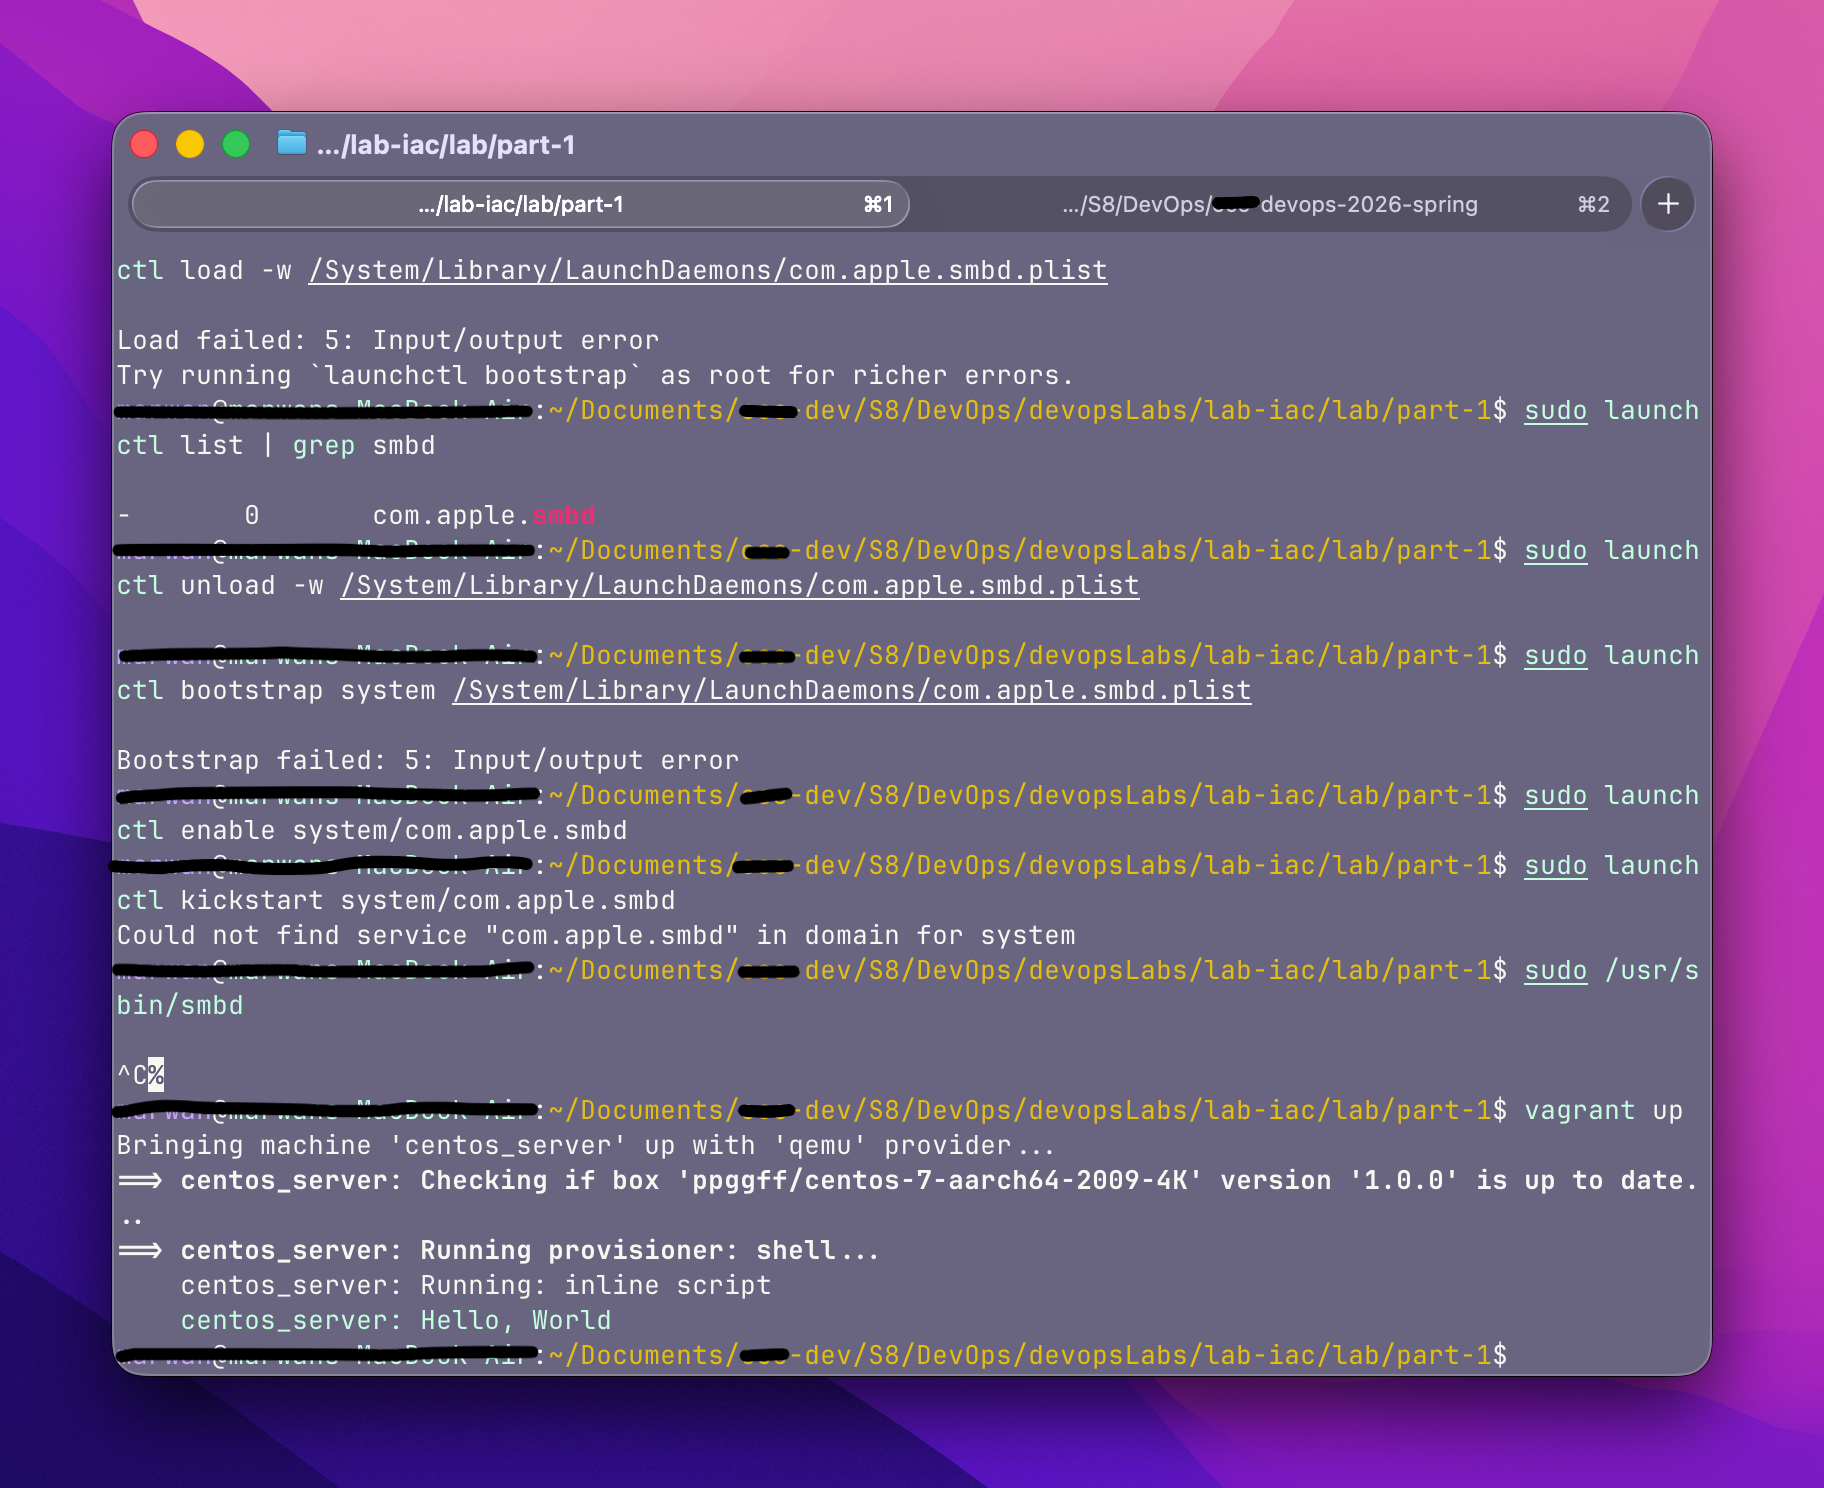 .../lab-iac/lab/part-1
.../lab-iac/lab/part-1 ⌘1 .../S8/DevOps/ devops-2026-spring ⌘2 +
ctl load -w /System/Library/LaunchDaemons/com.apple.smbd.plist
Load failed: 5: Input/output error
Try running `launchctl bootstrap` as root for richer errors.
:~/Documents/ -dev/S8/DevOps/devopsLabs/lab-iac/lab/part-1$ sudo launch
ctl list | grep smbd
- 0 com.apple.smbd
:~/Documents/ -dev/S8/DevOps/devopsLabs/lab-iac/lab/part-1$ sudo launch
ctl unload -w /System/Library/LaunchDaemons/com.apple.smbd.plist
:~/Documents/ -dev/S8/DevOps/devopsLabs/lab-iac/lab/part-1$ sudo launch
ctl bootstrap system /System/Library/LaunchDaemons/com.apple.smbd.plist
Bootstrap failed: 5: Input/output error
:~/Documents/ -dev/S8/DevOps/devopsLabs/lab-iac/lab/part-1$ sudo launch
ctl enable system/com.apple.smbd
:~/Documents/ -dev/S8/DevOps/devopsLabs/lab-iac/lab/part-1$ sudo launch
ctl kickstart system/com.apple.smbd
Could not find service "com.apple.smbd" in domain for system
:~/Documents/ dev/S8/DevOps/devopsLabs/lab-iac/lab/part-1$ sudo /usr/s
bin/smbd
^C%
:~/Documents/ -dev/S8/DevOps/devopsLabs/lab-iac/lab/part-1$ vagrant up
Bringing machine 'centos_server' up with 'qemu' provider...
==> centos_server: Checking if box 'ppggff/centos-7-aarch64-2009-4K' version '1.0.0' is up to date.
..
==> centos_server: Running provisioner: shell...
centos_server: Running: inline script
centos_server: Hello, World
:~/Documents/ -dev/S8/DevOps/devopsLabs/lab-iac/lab/part-1$